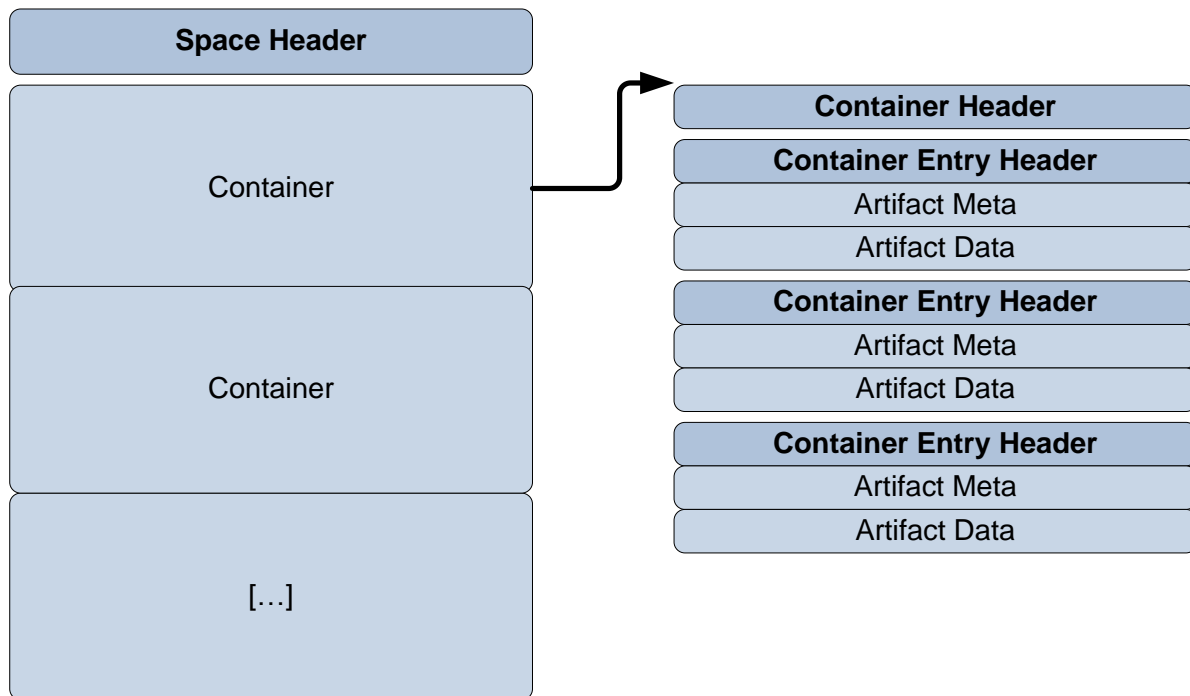 Space Header
Container
Container
[…]
Container Header
Container Entry Header
Artifact Meta
Artifact Data
Container Entry Header
Artifact Meta
Artifact Data
Container Entry Header
Artifact Meta
Artifact Data